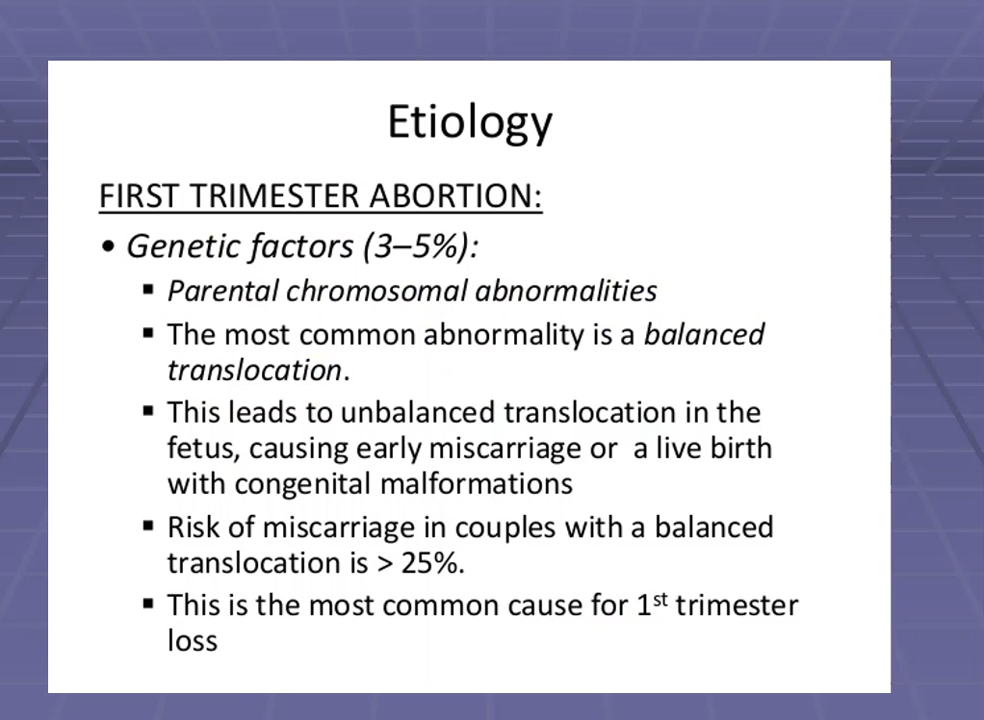 Etiology
FIRST TRIMESTER ABORTION:
• Genetic factors (3–5%):
▪ Parental chromosomal abnormalities
▪ The most common abnormality is a balanced
translocation.
▪ This leads to unbalanced translocation in the
fetus, causing early miscarriage or  a live birth
with congenital malformations
▪ Risk of miscarriage in couples with a balanced
translocation is > 25%.
▪ This is the most common cause for 1st trimester
loss